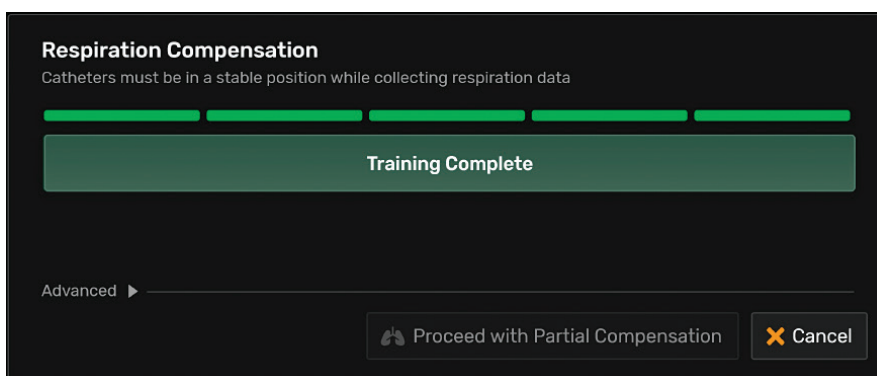 Respiration Compensation
Catheters must be in a stable position while collecting respiration data
Training Complete
Advanced
Proceed with Partial Compensation
Cancel